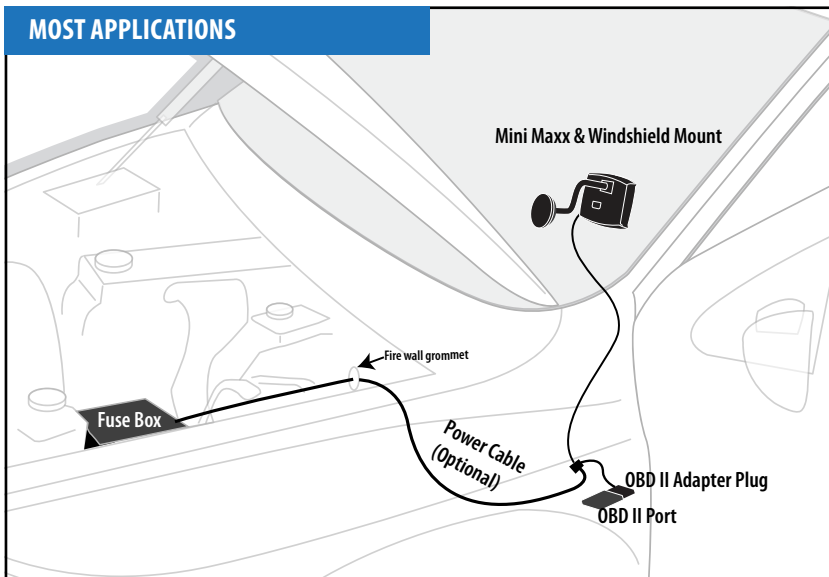 MOST APPLICATIONS
Mini Maxx & Windshield Mount
Fire wall grommet
Fuse Box
Power Cable
(Optional)
OBD II Adapter Plug
OBD II Port